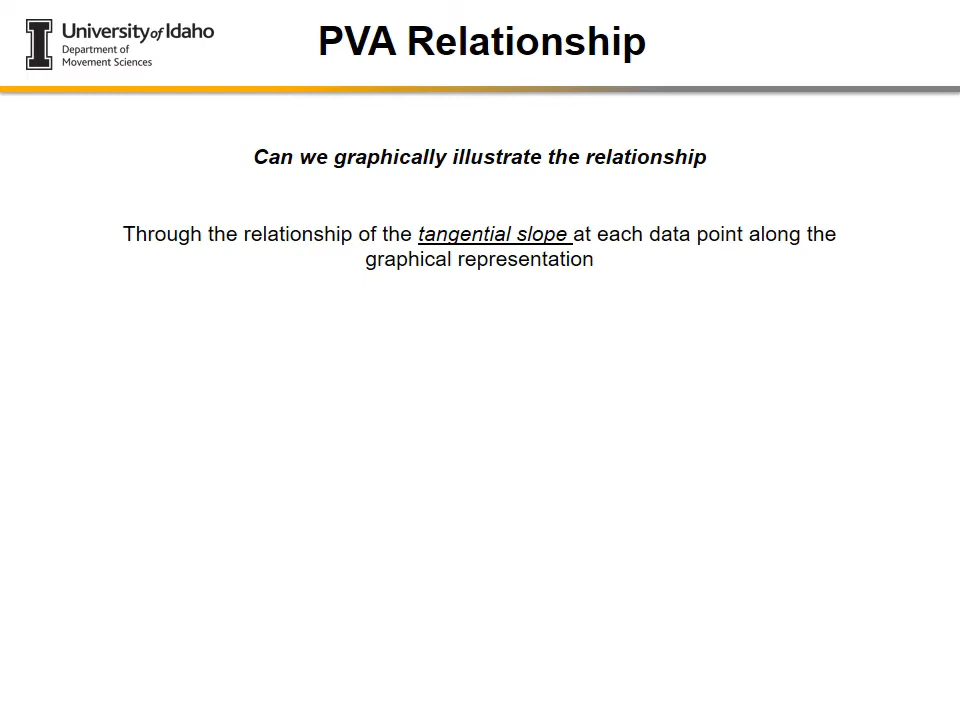 University of Idaho
Department of
Movement Sciences
PVA Relationship
Can we graphically illustrate the relationship
Through the relationship of the tangential slope at each data point along the
graphical representation